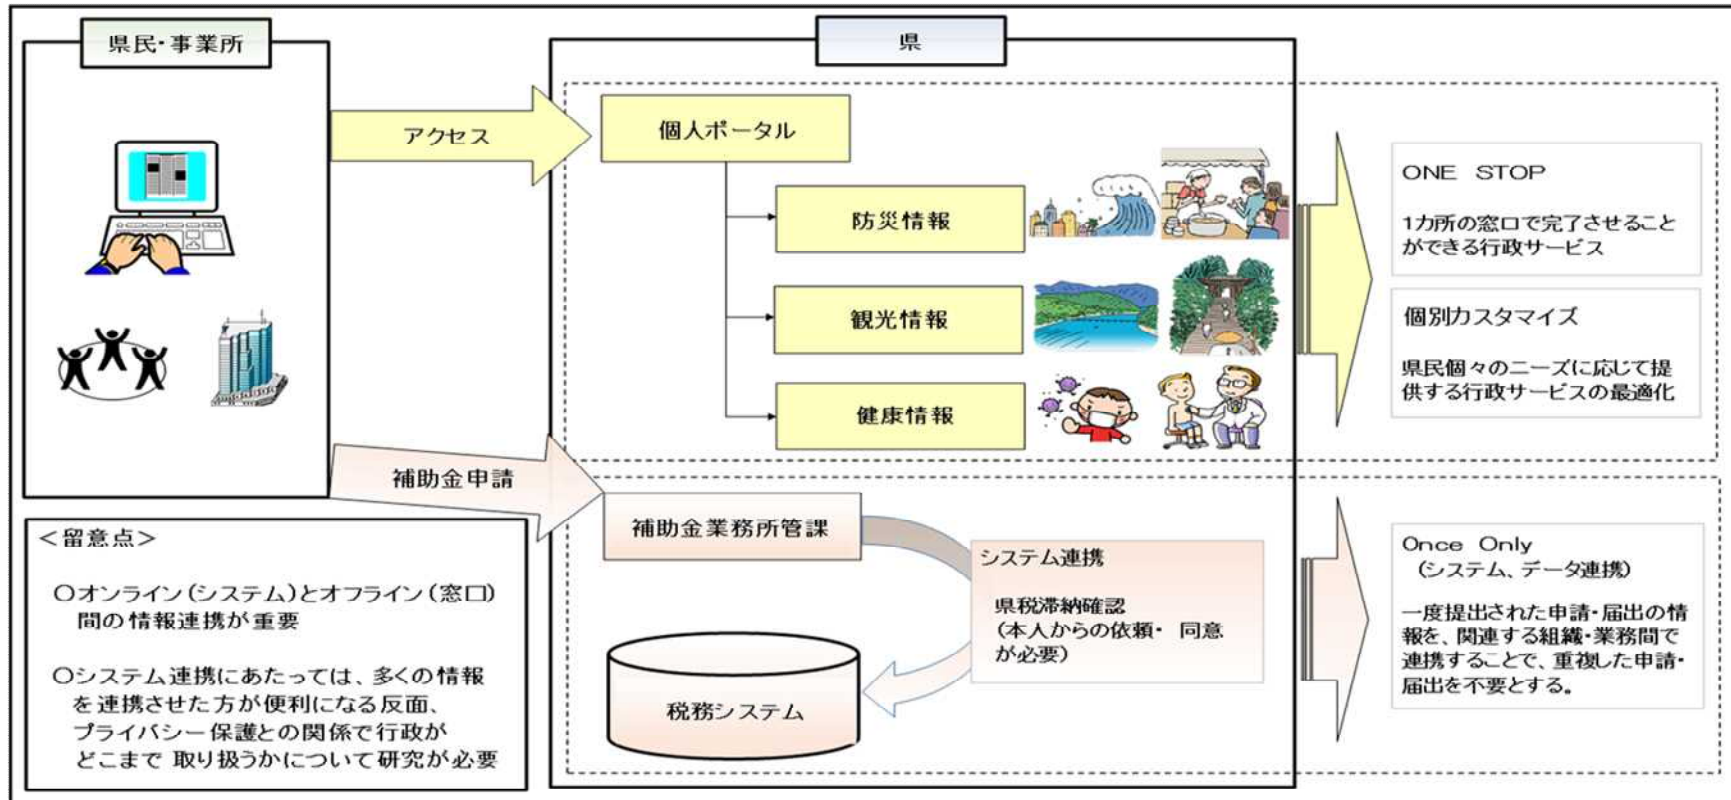 県民・事業所
県
アクセス
個人ポータル
防災情報
観光情報
健康情報
ONE STOP
1カ所の窓口で完了させること
ができる行政サービス
個別カスタマイズ
県民個々のニーズに応じて提
供する行政サービスの最適化
補助金申請
補助金業務所管課
システム連携
県税滞納確認
(本人からの依頼・ 同意
が必要)
税務システム
Once Only
(システム、データ連携)
一度提出された申請・届出の情
報を、関連する組織・業務間で
連携することで、重複した申請・
届出を不要とする。
<留意点>
○オンライン(システム)とオフライン(窓口)
間の情報連携が重要
○システム連携にあたっては、多くの情報
を連携させた方が便利になる反面、
プライバシー保護との関係で行政が
どこまで 取り扱うかについて研究が必要